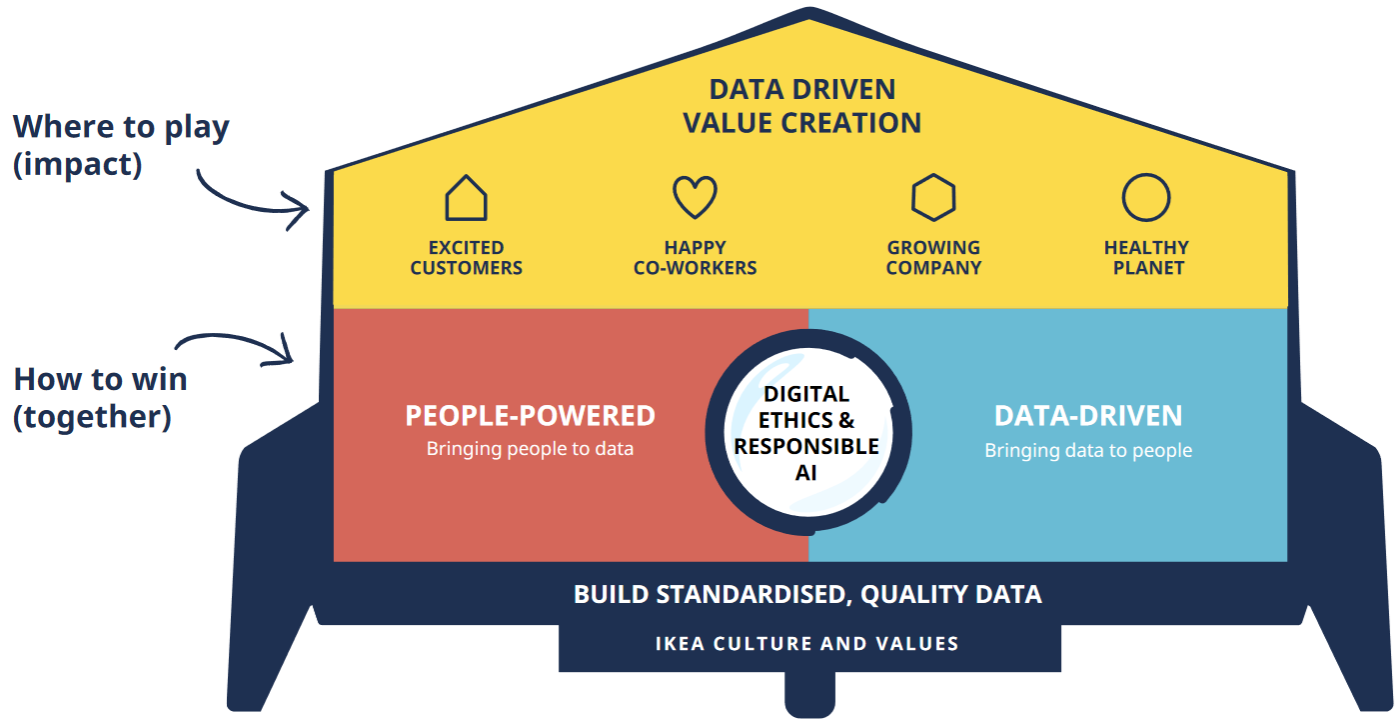 DATA DRIVEN
VALUE CREATION
Where to play
(impact)
EXCITED
CUSTOMERS
HAPPY
CO-WORKERS
GROWING
COMPANY
HEALTHY
PLANET
How to win
(together)
PEOPLE-POWERED
Bringing people to data
DIGITAL
ETHICS &
RESPONSIBLE
AI
DATA-DRIVEN
Bringing data to people
BUILD STANDARDISED, QUALITY DATA
IKEA CULTURE AND VALUES